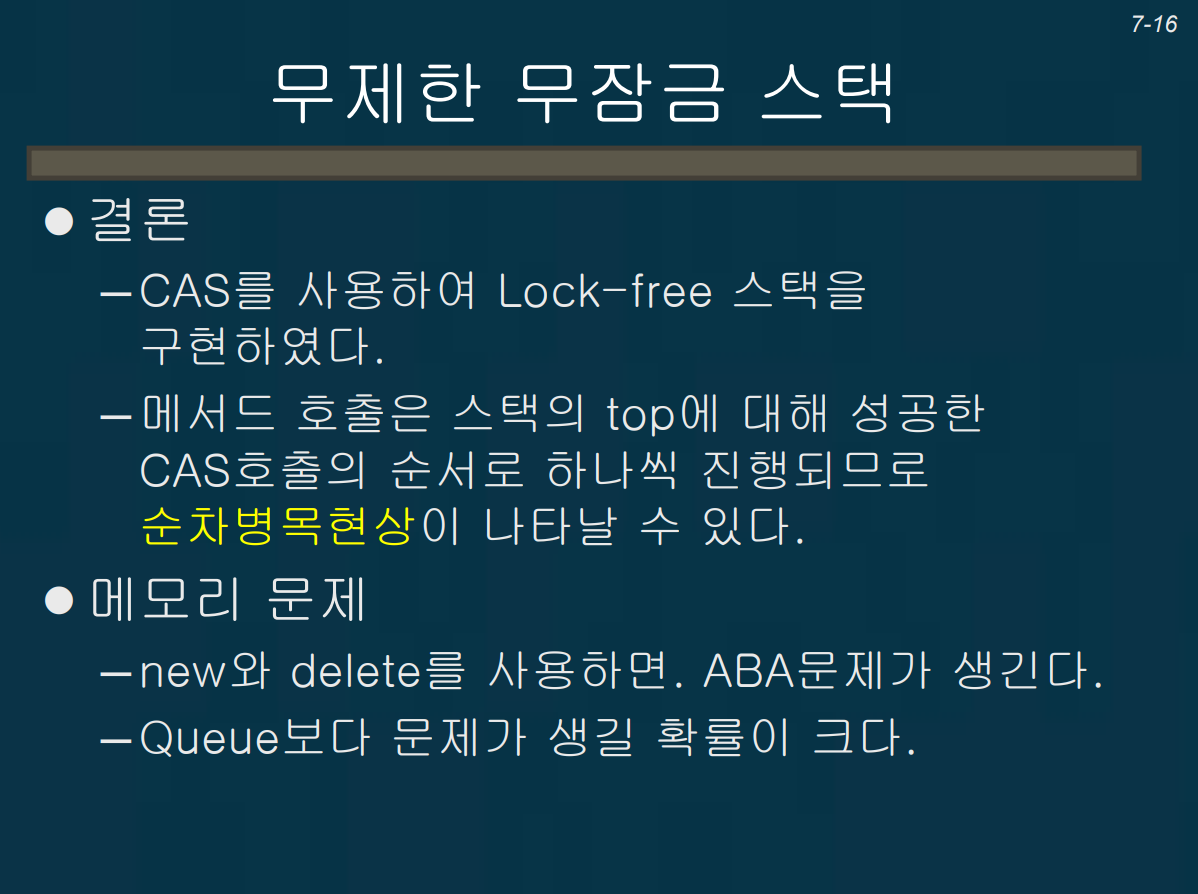 7-16
무제한 무잠금 스택
● 결론
–CAS를 사용하여 Lock-free 스택을
구현하였다.
–메서드 호출은 스택의 top에 대해 성공한
CAS호출의 순서로 하나씩 진행되므로
순차병목현상이 나타날 수 있다.
● 메모리 문제
–new와 delete를 사용하면. ABA문제가 생긴다.
–Queue보다 문제가 생길 확률이 크다.